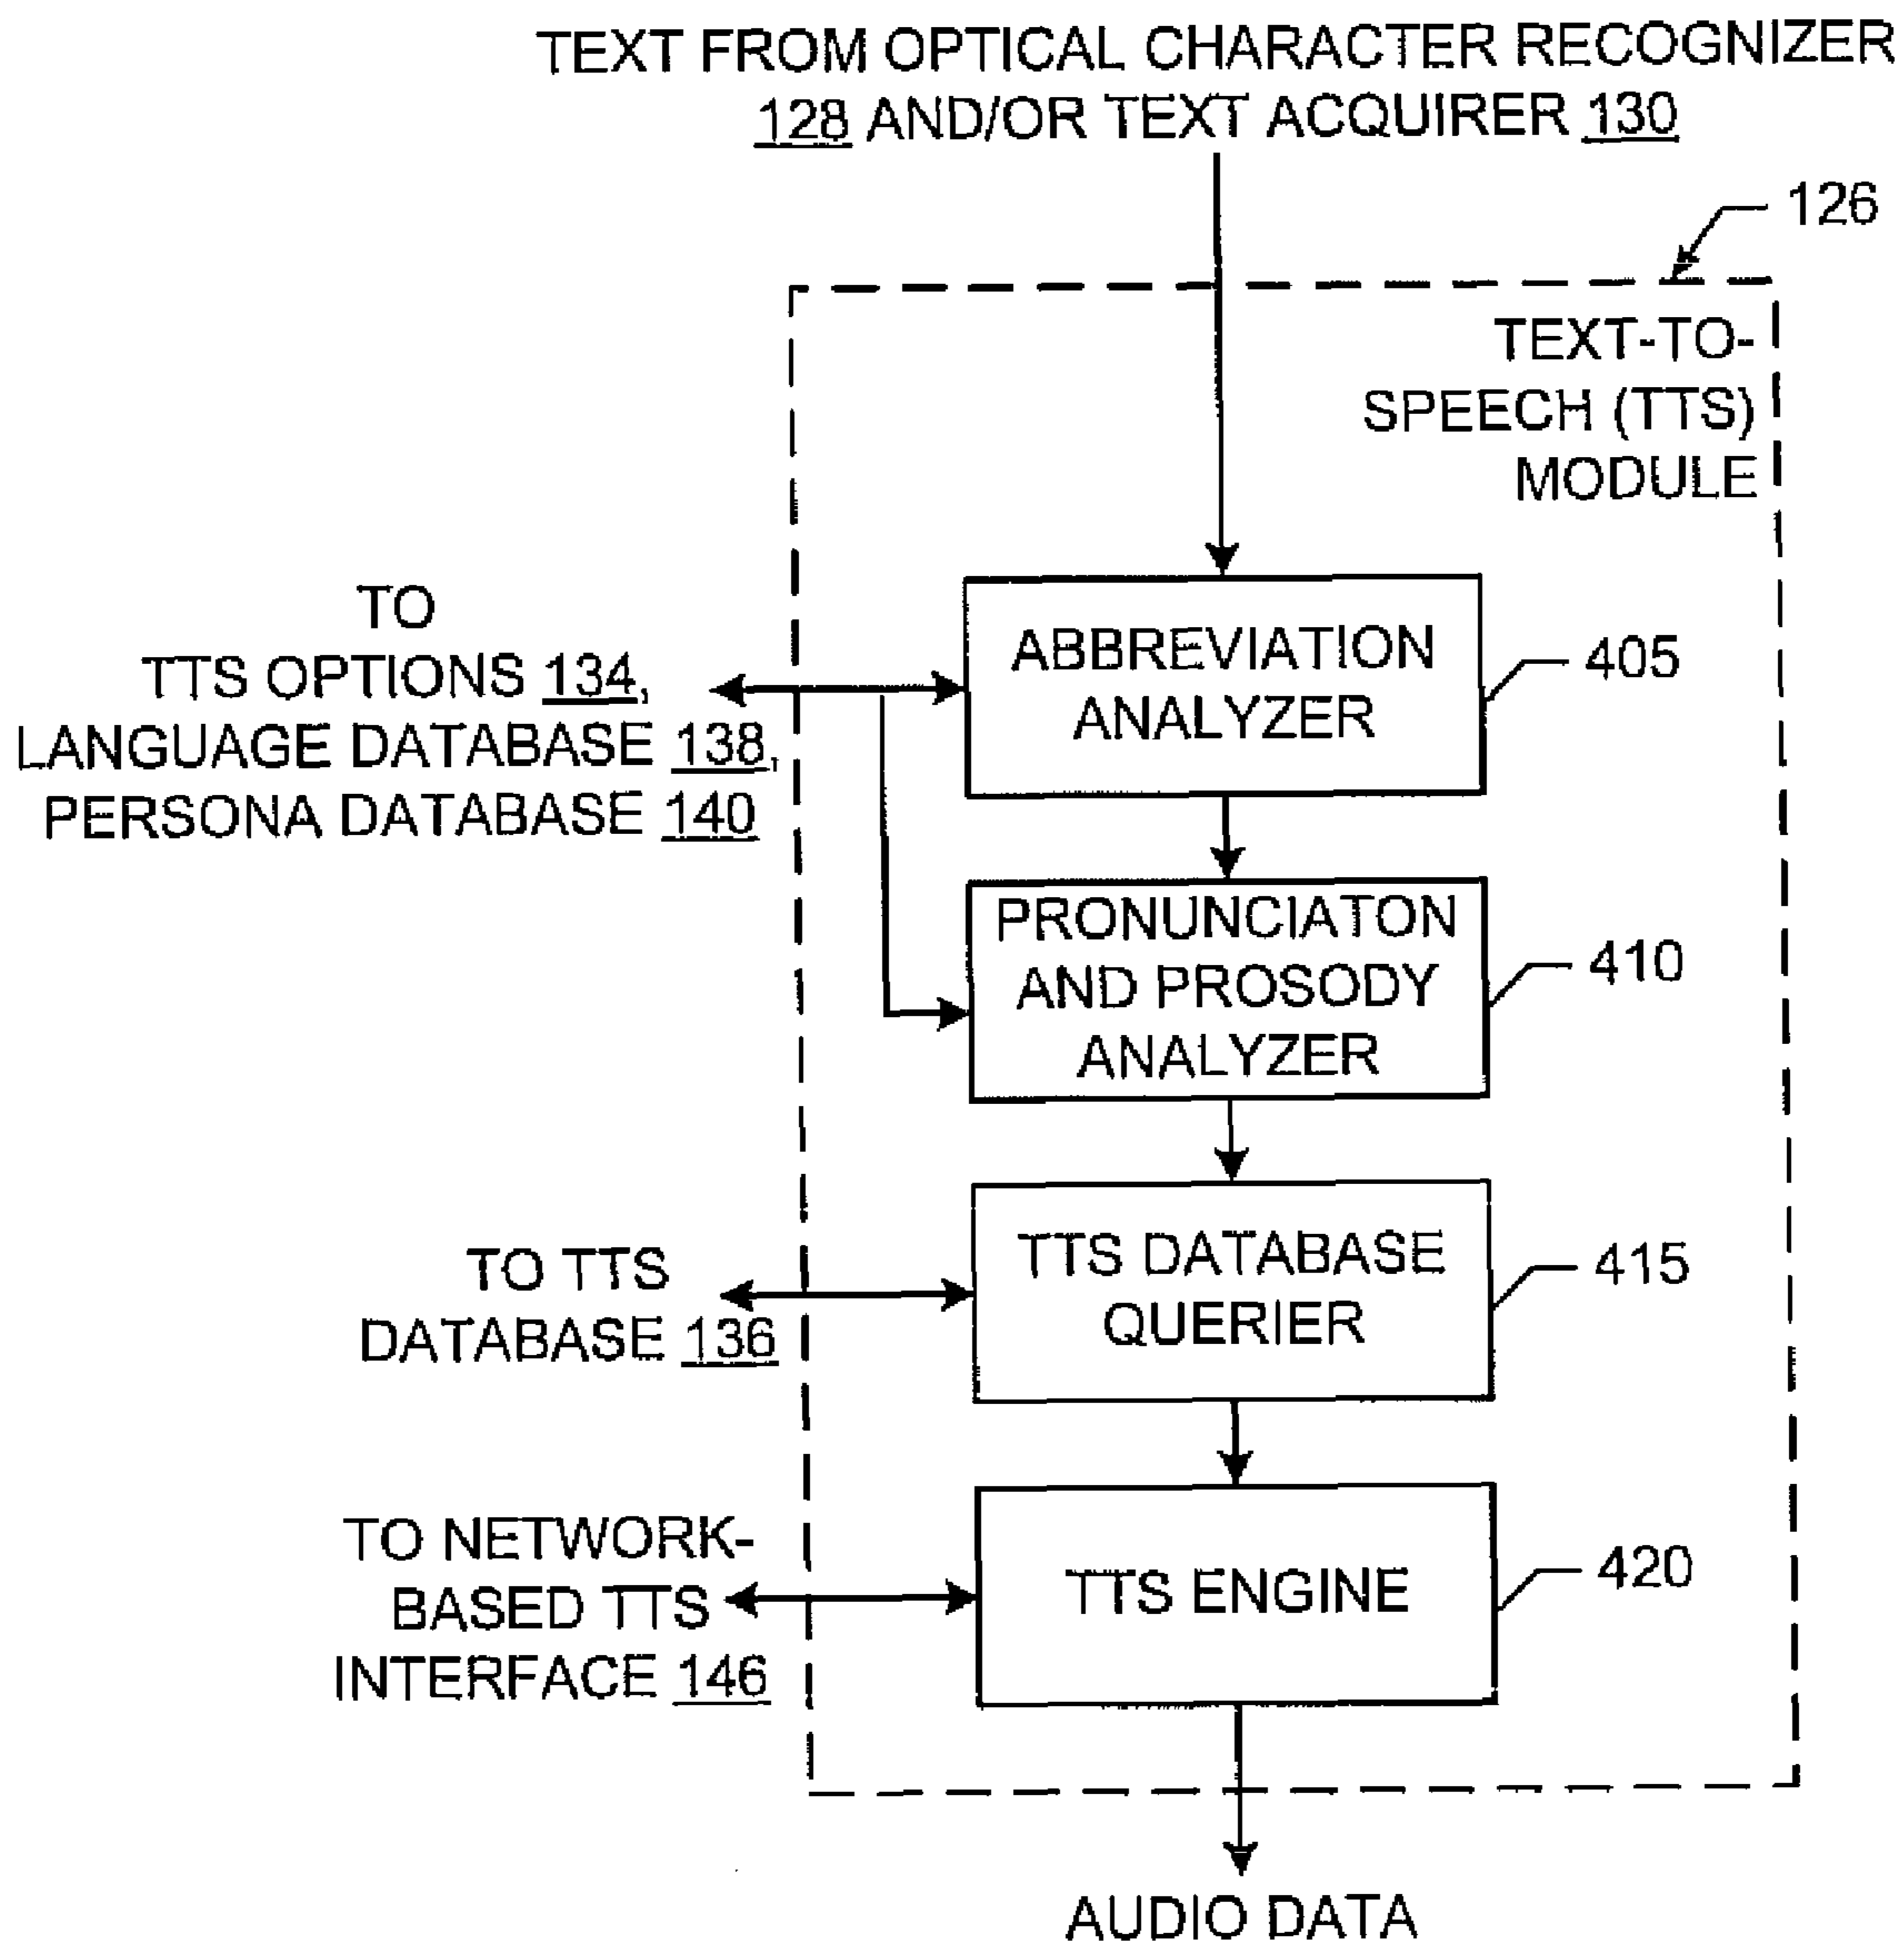 TEXT FROM OPTICAL CHARACTER RECOGNIZER
128 AND/OR TEXT ACQUIRER 130
126
TEXT-TO-
SPEECH (TTS)
MODULE
TO
TTS OPTIONS 134,
LANGUAGE DATABASE 138,
PERSONA DATABASE 140
ABBREVIATION
ANALYZER
405
PRONUNCIATON
AND PROSODY
ANALYZER
410
TO TTS
DATABASE 136
TTS DATABASE
QUERIER
415
TO NETWORK-
BASED TTS
INTERFACE 146
TTS ENGINE
420
AUDIO DATA